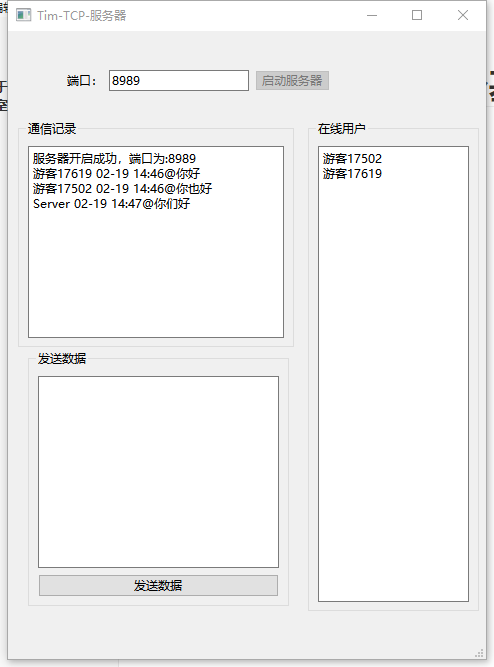 Tim-TCP-服务器
端口：
8989
启动服务器
通信记录
在线用户
服务器开启成功，端口为:8989
游客17619 02-19 14:46@你好
游客17502 02-19 14:46@你也好
Server 02-19 14:47@你们好
游客17502
游客17619
发送数据
发送数据